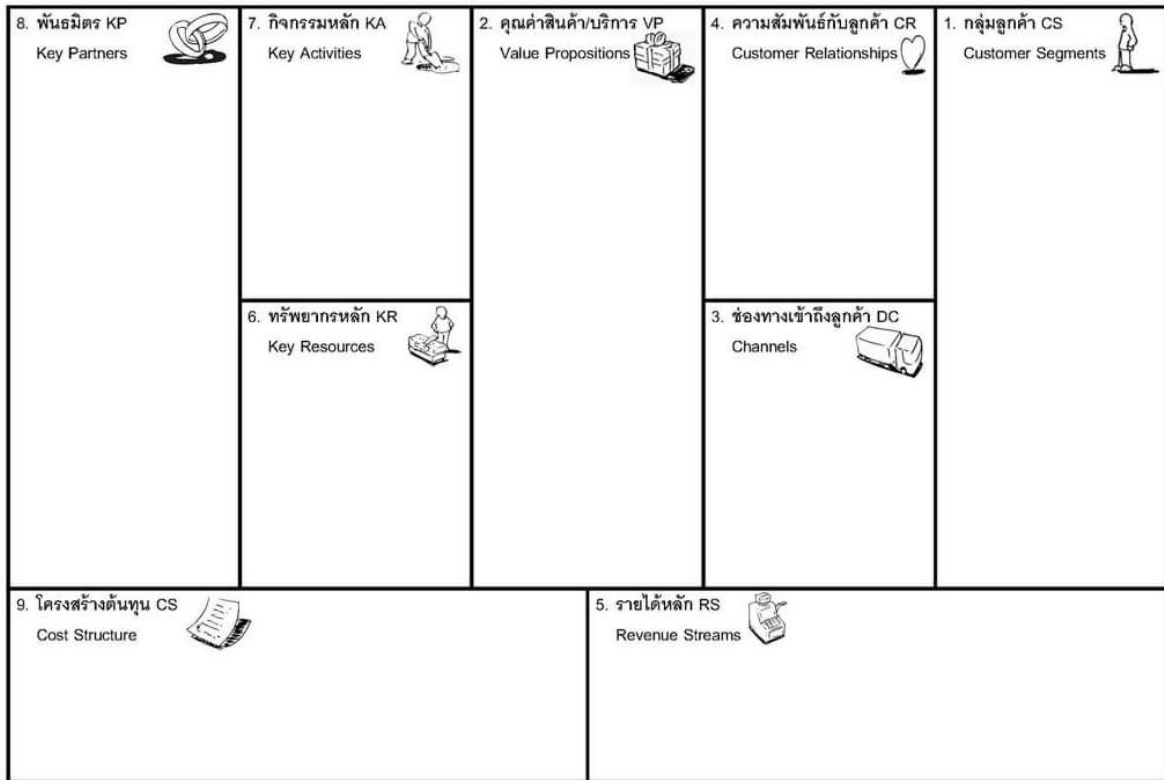 8. พันธมิตร KP
Key Partners
7. กิจกรรมหลัก KA
Key Activities
2. คุณค่าสินค้า/บริการ VP
Value Propositions
4. ความสัมพันธ์กับลูกค้า CR
Customer Relationships
1. กลุ่มลูกค้า CS
Customer Segments
6. ทรัพยากรหลัก KR
Key Resources
3. ช่องทางเข้าถึงลูกค้า DC
Channels
9. โครงสร้างต้นทุน CS
Cost Structure
5. รายได้หลัก RS
Revenue Streams